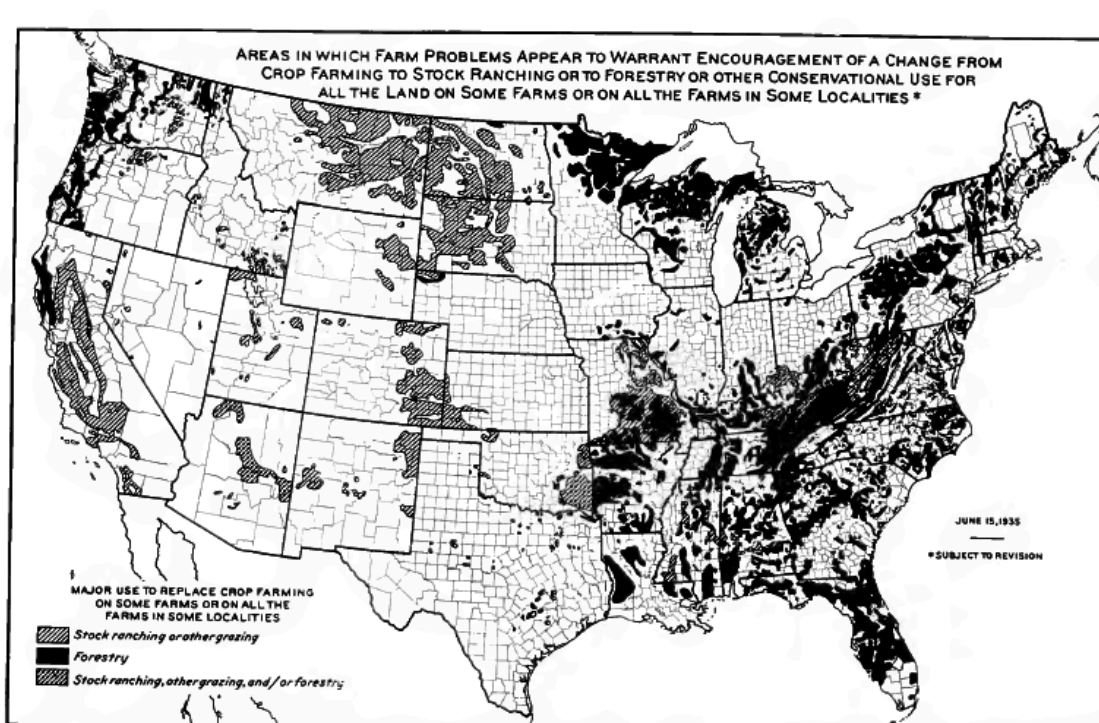 AREAS IN WHICH FARM PROBLEMS APPEAR TO WARRANT ENCOURAGEMENT OF A CHANGE FROM
CROP FARMING TO STOCK RANCHING OR TO FORESTRY OR OTHER CONSERVATIONAL USE FOR
ALL THE LAND ON SOME FARMS OR ON ALL THE FARMS IN SOME LOCALITIES *
JUNE 15, 1935
* SUBJECT TO REVISION
MAJOR USE TO REPLACE CROP FARMING
ON SOME FARMS OR ON ALL THE
FARMS IN SOME LOCALITIES
Stock ranching or other grazing
Forestry
Stock ranching, other grazing, and/or forestry